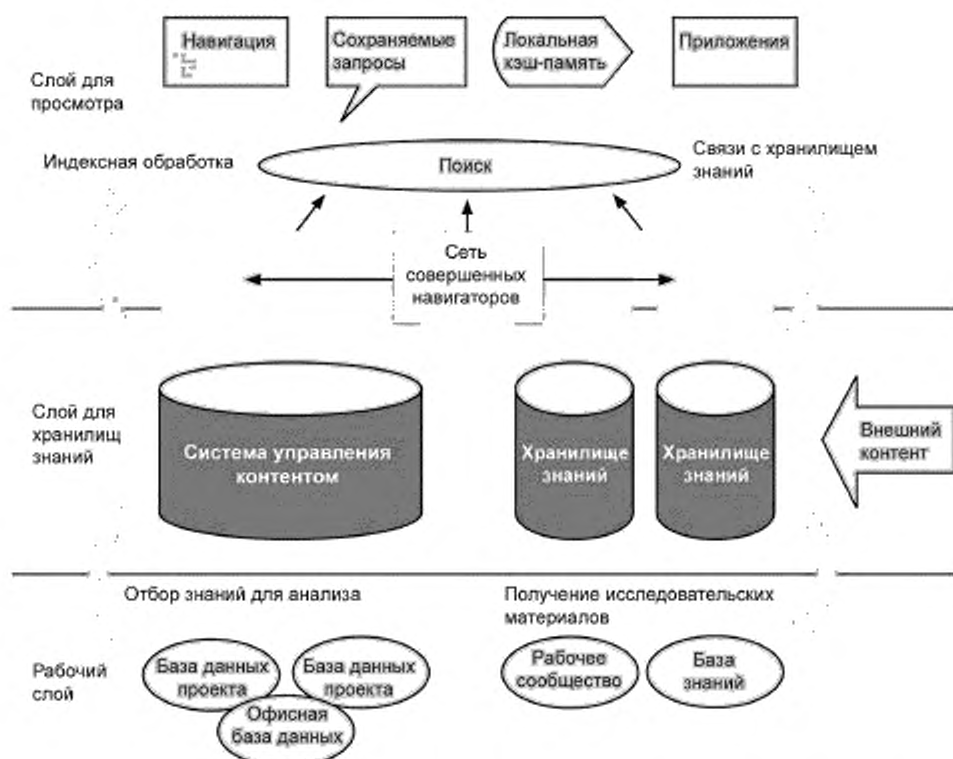 Навигация
Сохраняемые
запросы
Локальная
кэш-память
Приложения
Слой для
просмотра
Индексная обработка
Поиск
Связи с хранилищем
знаний
Сеть
совершенных
навигаторов
Слой для
хранилищ
знаний
Система управления
контентом
Хранилище
знаний
Хранилище
знаний
Внешний
контент
Отбор знаний для анализа
Получение исследовательских
материалов
Рабочий
слой
База данных
проекта
База данных
проекта
Офисная
база данных
Рабочее
сообщество
База
знаний